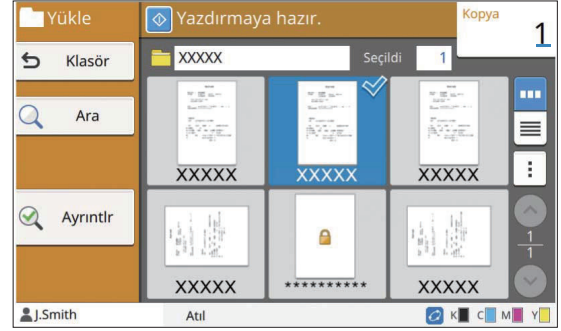 Yükle
Yazdırmaya hazır.
Kopya
1
Klasör
XXXXX
Seçildi
1
Ara
XXXXX
XXXXX
XXXXX
Ayrıntlr
1
1
XXXXX
**********
XXXXX
J.Smith
Atıl
K
C
M
Y